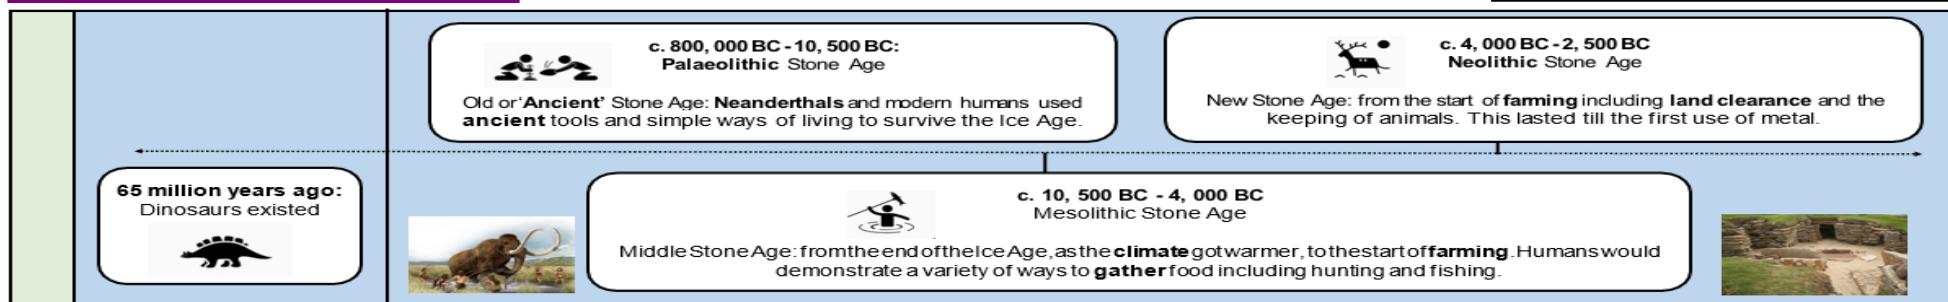 c. 800, 000 BC - 10, 500 BC:
Palaeolithic Stone Age
Old or 'Ancient' Stone Age: Neanderthals and modern humans used
ancient tools and simple ways of living to survive the Ice Age.
c. 4, 000 BC - 2, 500 BC
Neolithic Stone Age
New Stone Age: from the start of farming including land clearance and the
keeping of animals. This lasted till the first use of metal.
65 million years ago:
Dinosaurs existed
c. 10, 500 BC - 4, 000 BC
Mesolithic Stone Age
Middle Stone Age: from the end of the Ice Age, as the climate got warmer, to the start of farming. Humans would
demonstrate a variety of ways to gather food including hunting and fishing.